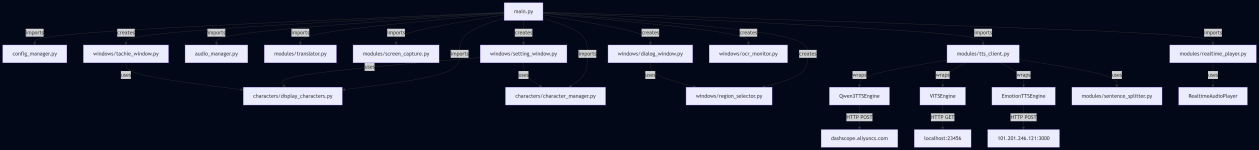 main.py
imports
creates
imports
imports
imports
creates
creates
creates
imports
imports
config_manager.py
windows/tachie_window.py
audio_manager.py
modules/translator.py
modules/screen_capture.py
imports
windows/setting_window.py
imports
windows/dialog_window.py
windows/ocr_monitor.py
creates
modules/tts_client.py
modules/realtime_player.py
uses
uses
uses
uses
wraps
wraps
wraps
uses
uses
characters/display_characters.py
characters/character_manager.py
windows/region_selector.py
Qwen3TTSEngine
VITSEngine
EmotionTTSEngine
modules/sentence_splitter.py
RealtimeAudioPlayer
HTTP POST
HTTP GET
HTTP POST
dashscope.aliyuncs.com
localhost:23456
101.201.246.121:3000